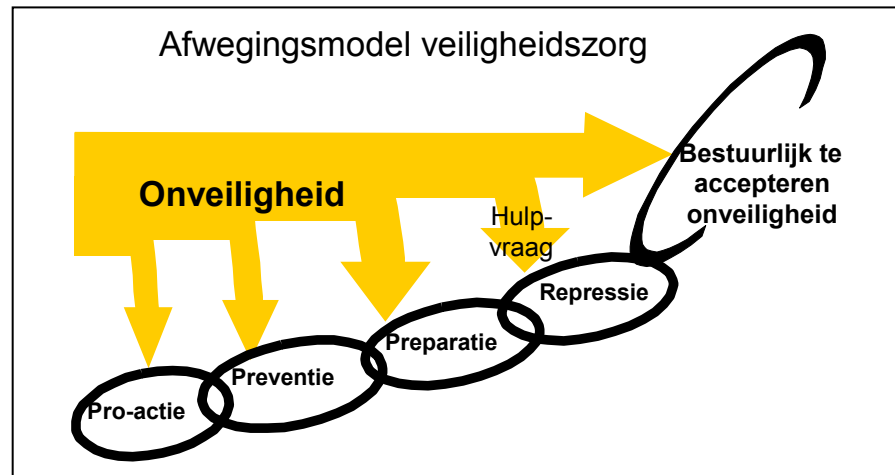 Afwegingsmodel veiligheidszorg
Onveiligheid
Hulp-
vraag
Bestuurlijk te
accepteren
onveiligheid
Repressie
Preparatie
Preventie
Pro-actie